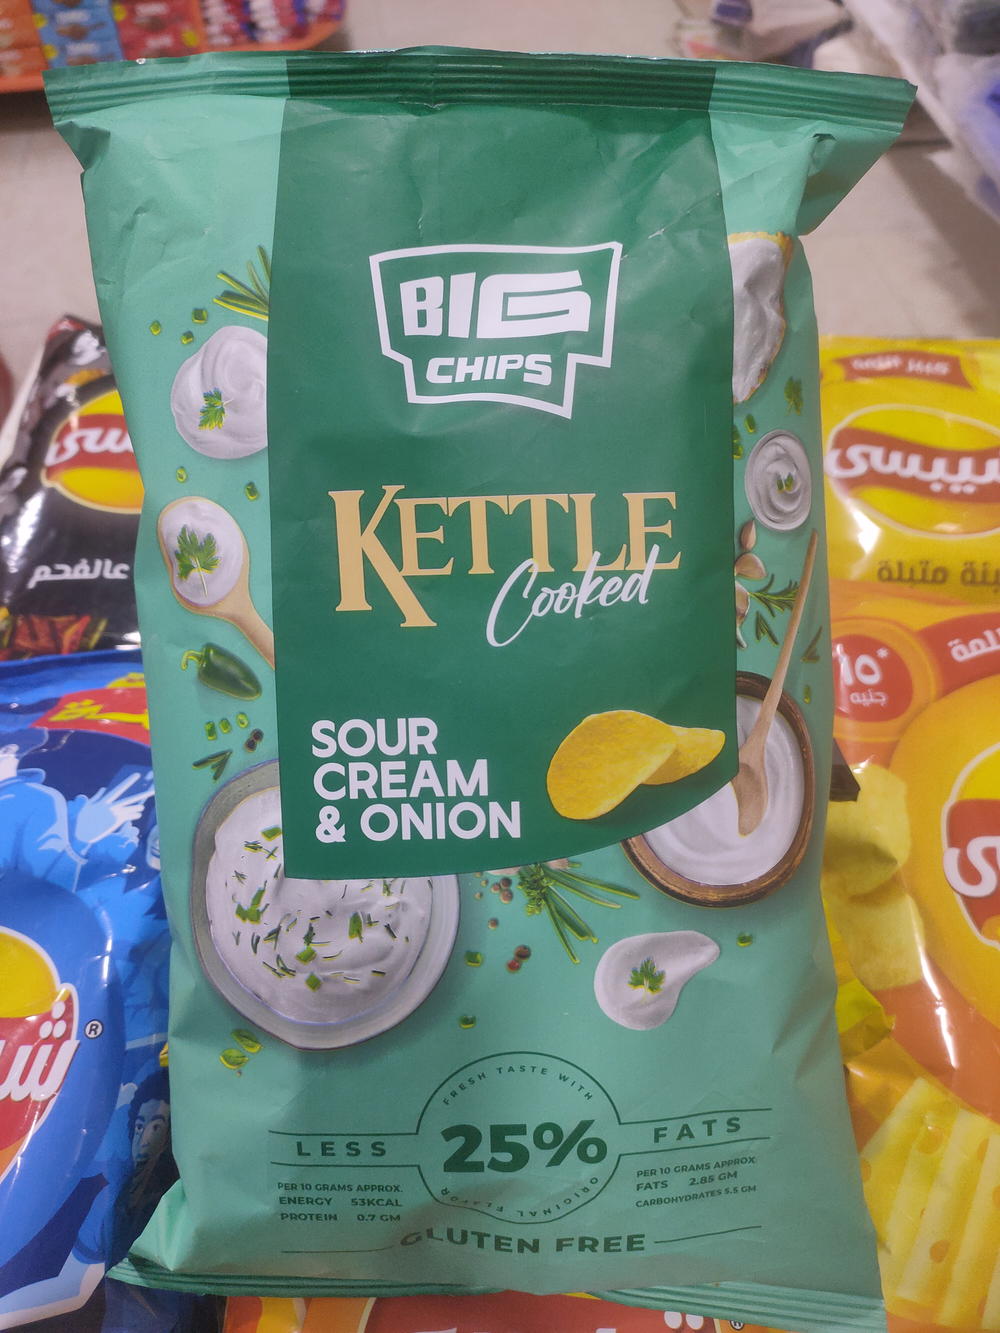 BIG
CHIPS
KETTLE
Cooked
SOUR
CREAM
& ONION
FRESH TASTE WITH
LESS 25% FATS
ORIGINAL FLAVOR
PER 10 GRAMS APPROX.
ENERGY 53KCAL
PROTEIN 0.7 GM
PER 10 GRAMS APPROX
FATS 2.85 GM
CARBOHYDRATES 5.5 GM
GLUTEN FREE
عالفحم
®
متبلة
١٥*
جنيه